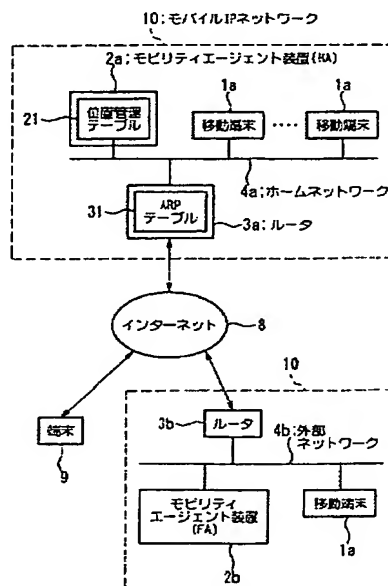 10:モバイルIPネットワーク
2a:モビリティエージェント装置(HA)
1a
1a
21
位置管理
テーブル
移動端末
‥‥
移動端末
4a:ホームネットワーク
31
ARP
テーブル
3a:ルータ
インターネット
8
10
端末
9
3b
ルータ
4b:外部
ネットワーク
モビリティ
エージェント装置
(FA)
2b
移動端末
1a